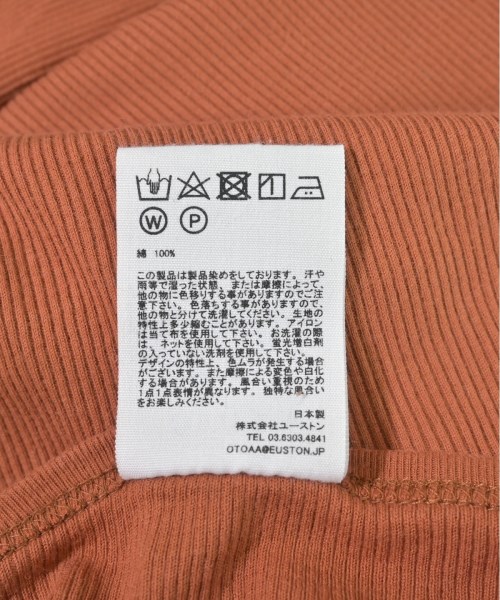 W P
綿 100%
この製品は製品染めをしております。汗や
雨等で湿った状態、または摩擦によって、
他の物に色移りする事がありますのでご注
意下さい。色落ちする事がありますので、
他の物と分けて洗濯してください。生地の
特性上多少縮むことがあります。アイロン
は当て布を使用して下さい。お洗濯の際
は、ネットを使用して下さい。蛍光増白剤
の入っていない洗剤を使用して下さい。
デザインの特性上、色ムラが発生する場合
がございます。また摩擦による変色や白化
する場合があります。風合い重視のため
1点1点表情が異なります。独特な風合い
をお楽しみください。
日本製
株式会社ユーストン
TEL 03.6303.4841
OTOAA@EUSTON.JP